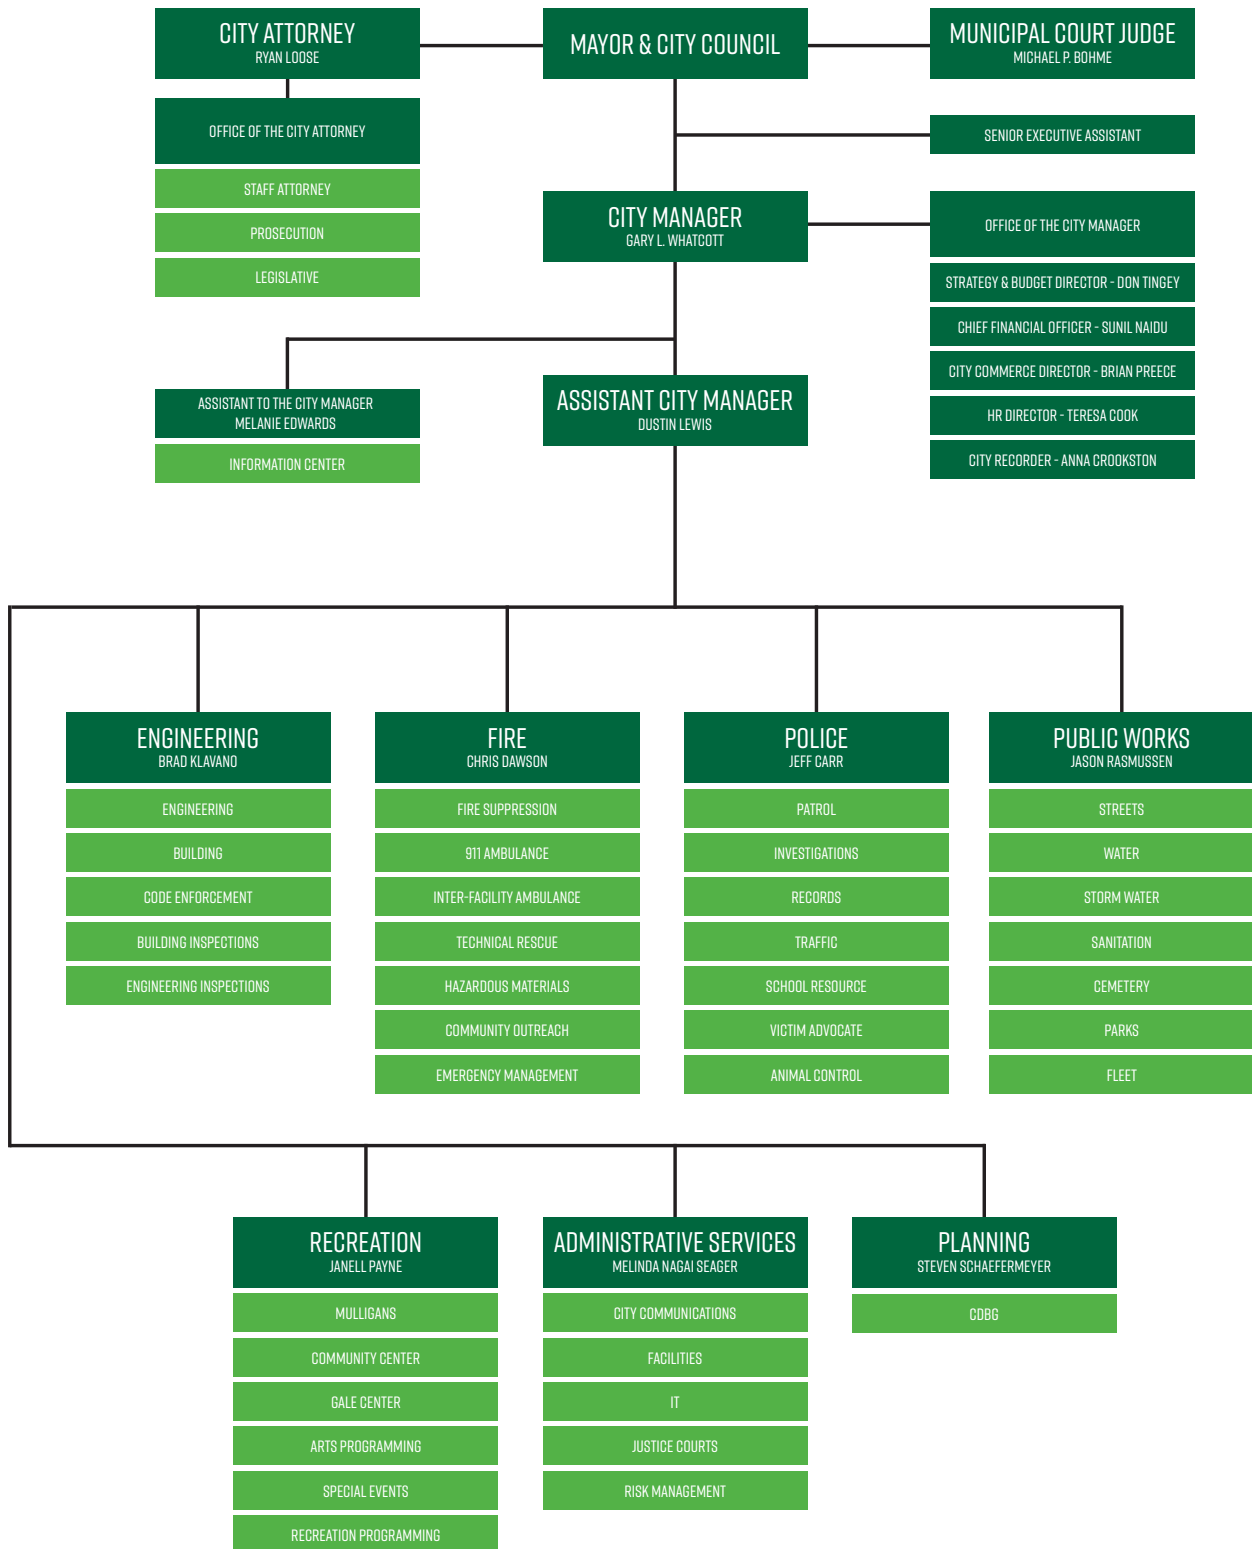 CITY ATTORNEY
RYAN LOOSE
MAYOR & CITY COUNCIL
MUNICIPAL COURT JUDGE
MICHAEL P. BOHME
OFFICE OF THE CITY ATTORNEY
STAFF ATTORNEY
PROSECUTION
LEGISLATIVE
SENIOR EXECUTIVE ASSISTANT
CITY MANAGER
GARY L. WHATCOTT
OFFICE OF THE CITY MANAGER
STRATEGY & BUDGET DIRECTOR - DON TINGEY
CHIEF FINANCIAL OFFICER - SUNIL NAIDU
CITY COMMERCE DIRECTOR - BRIAN PREECE
HR DIRECTOR - TERESA COOK
CITY RECORDER - ANNA CROOKSTON
ASSISTANT TO THE CITY MANAGER
MELANIE EDWARDS
INFORMATION CENTER
ASSISTANT CITY MANAGER
DUSTIN LEWIS
ENGINEERING
BRAD KLAVANO
ENGINEERING
BUILDING
CODE ENFORCEMENT
BUILDING INSPECTIONS
ENGINEERING INSPECTIONS
FIRE
CHRIS DAWSON
FIRE SUPPRESSION
911 AMBULANCE
INTER-FACILITY AMBULANCE
TECHNICAL RESCUE
HAZARDOUS MATERIALS
COMMUNITY OUTREACH
EMERGENCY MANAGEMENT
POLICE
JEFF CARR
PATROL
INVESTIGATIONS
RECORDS
TRAFFIC
SCHOOL RESOURCE
VICTIM ADVOCATE
ANIMAL CONTROL
PUBLIC WORKS
JASON RASMUSSEN
STREETS
WATER
STORM WATER
SANITATION
CEMETERY
PARKS
FLEET
RECREATION
JANELL PAYNE
MULLIGANS
COMMUNITY CENTER
GALE CENTER
ARTS PROGRAMMING
SPECIAL EVENTS
RECREATION PROGRAMMING
ADMINISTRATIVE SERVICES
MELINDA NAGAI SEAGER
CITY COMMUNICATIONS
FACILITIES
IT
JUSTICE COURTS
RISK MANAGEMENT
PLANNING
STEVEN SCHAEFERMEYER
CDBG